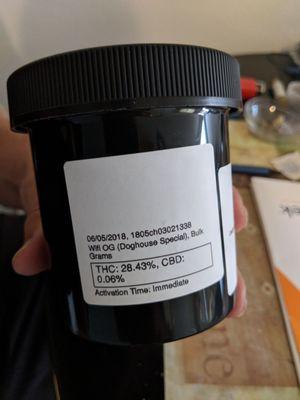 06/05/2018, 1805ch03021338
Wifi OG (Doghouse Special), Bulk
Grams
THC: 28.43%, CBD:
0.06%
Activation Time: Immediate